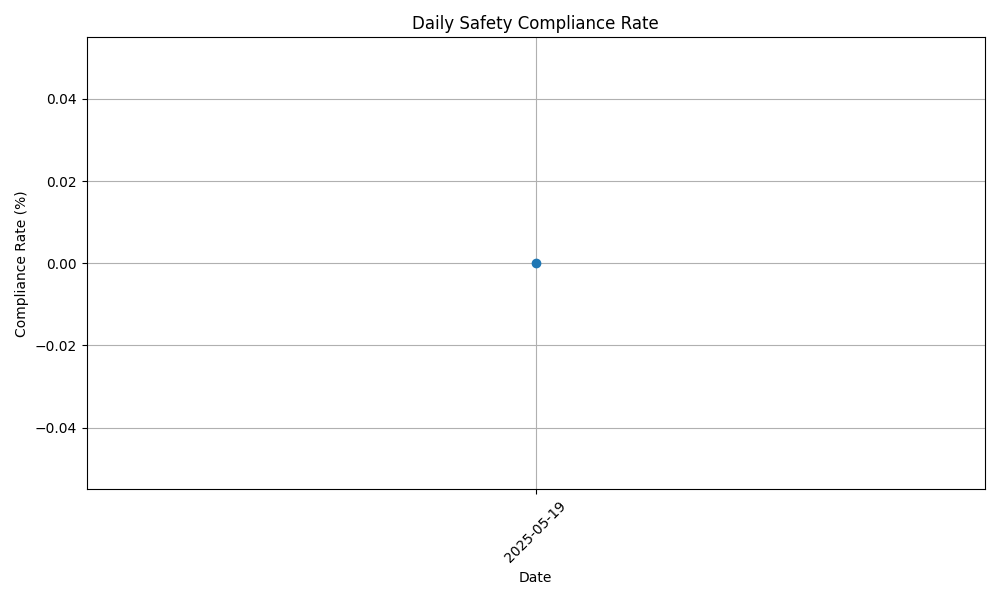 Daily Safety Compliance Rate
Compliance Rate (%)
0.04
0.02
0.00
−0.02
−0.04
2025-05-19
Date